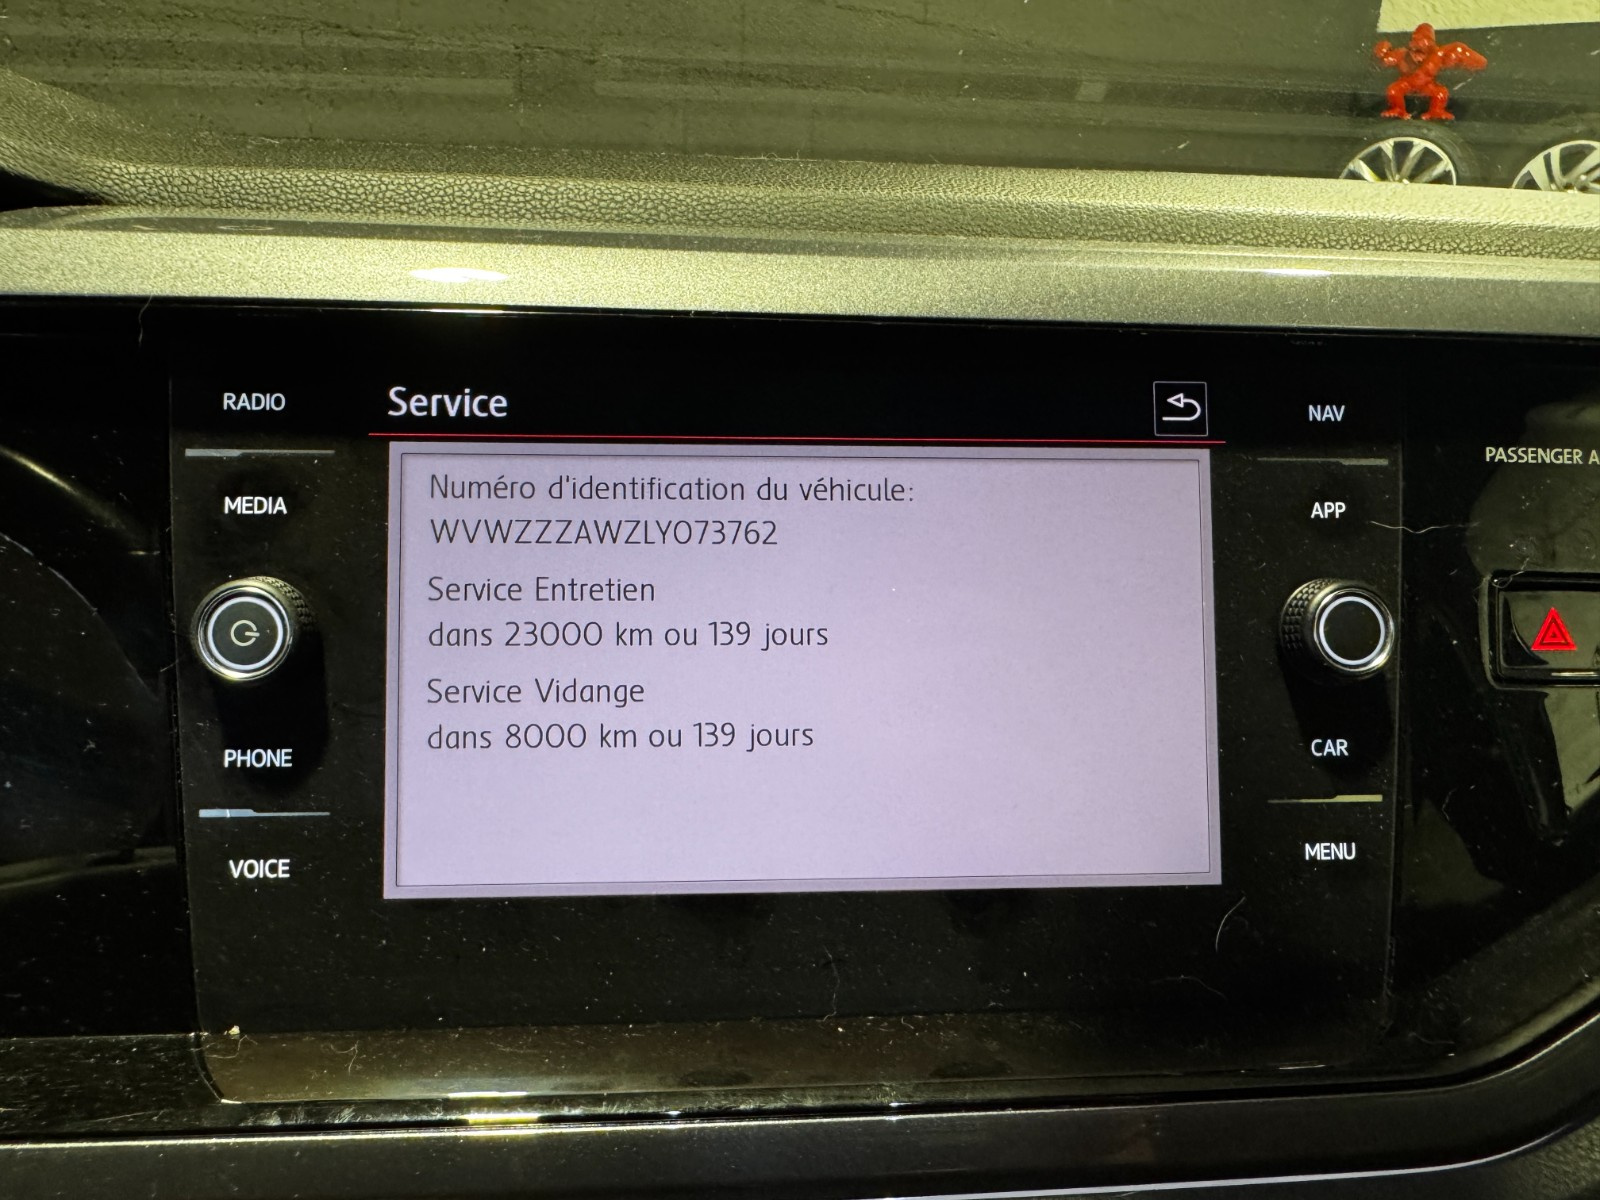 RADIO
MEDIA
PHONE
VOICE
Service
Numéro d'identification du véhicule:
WVWZZZAWZLY073762
Service Entretien
dans 23000 km ou 139 jours
Service Vidange
dans 8000 km ou 139 jours
NAV
APP
CAR
MENU
PASSENGER A